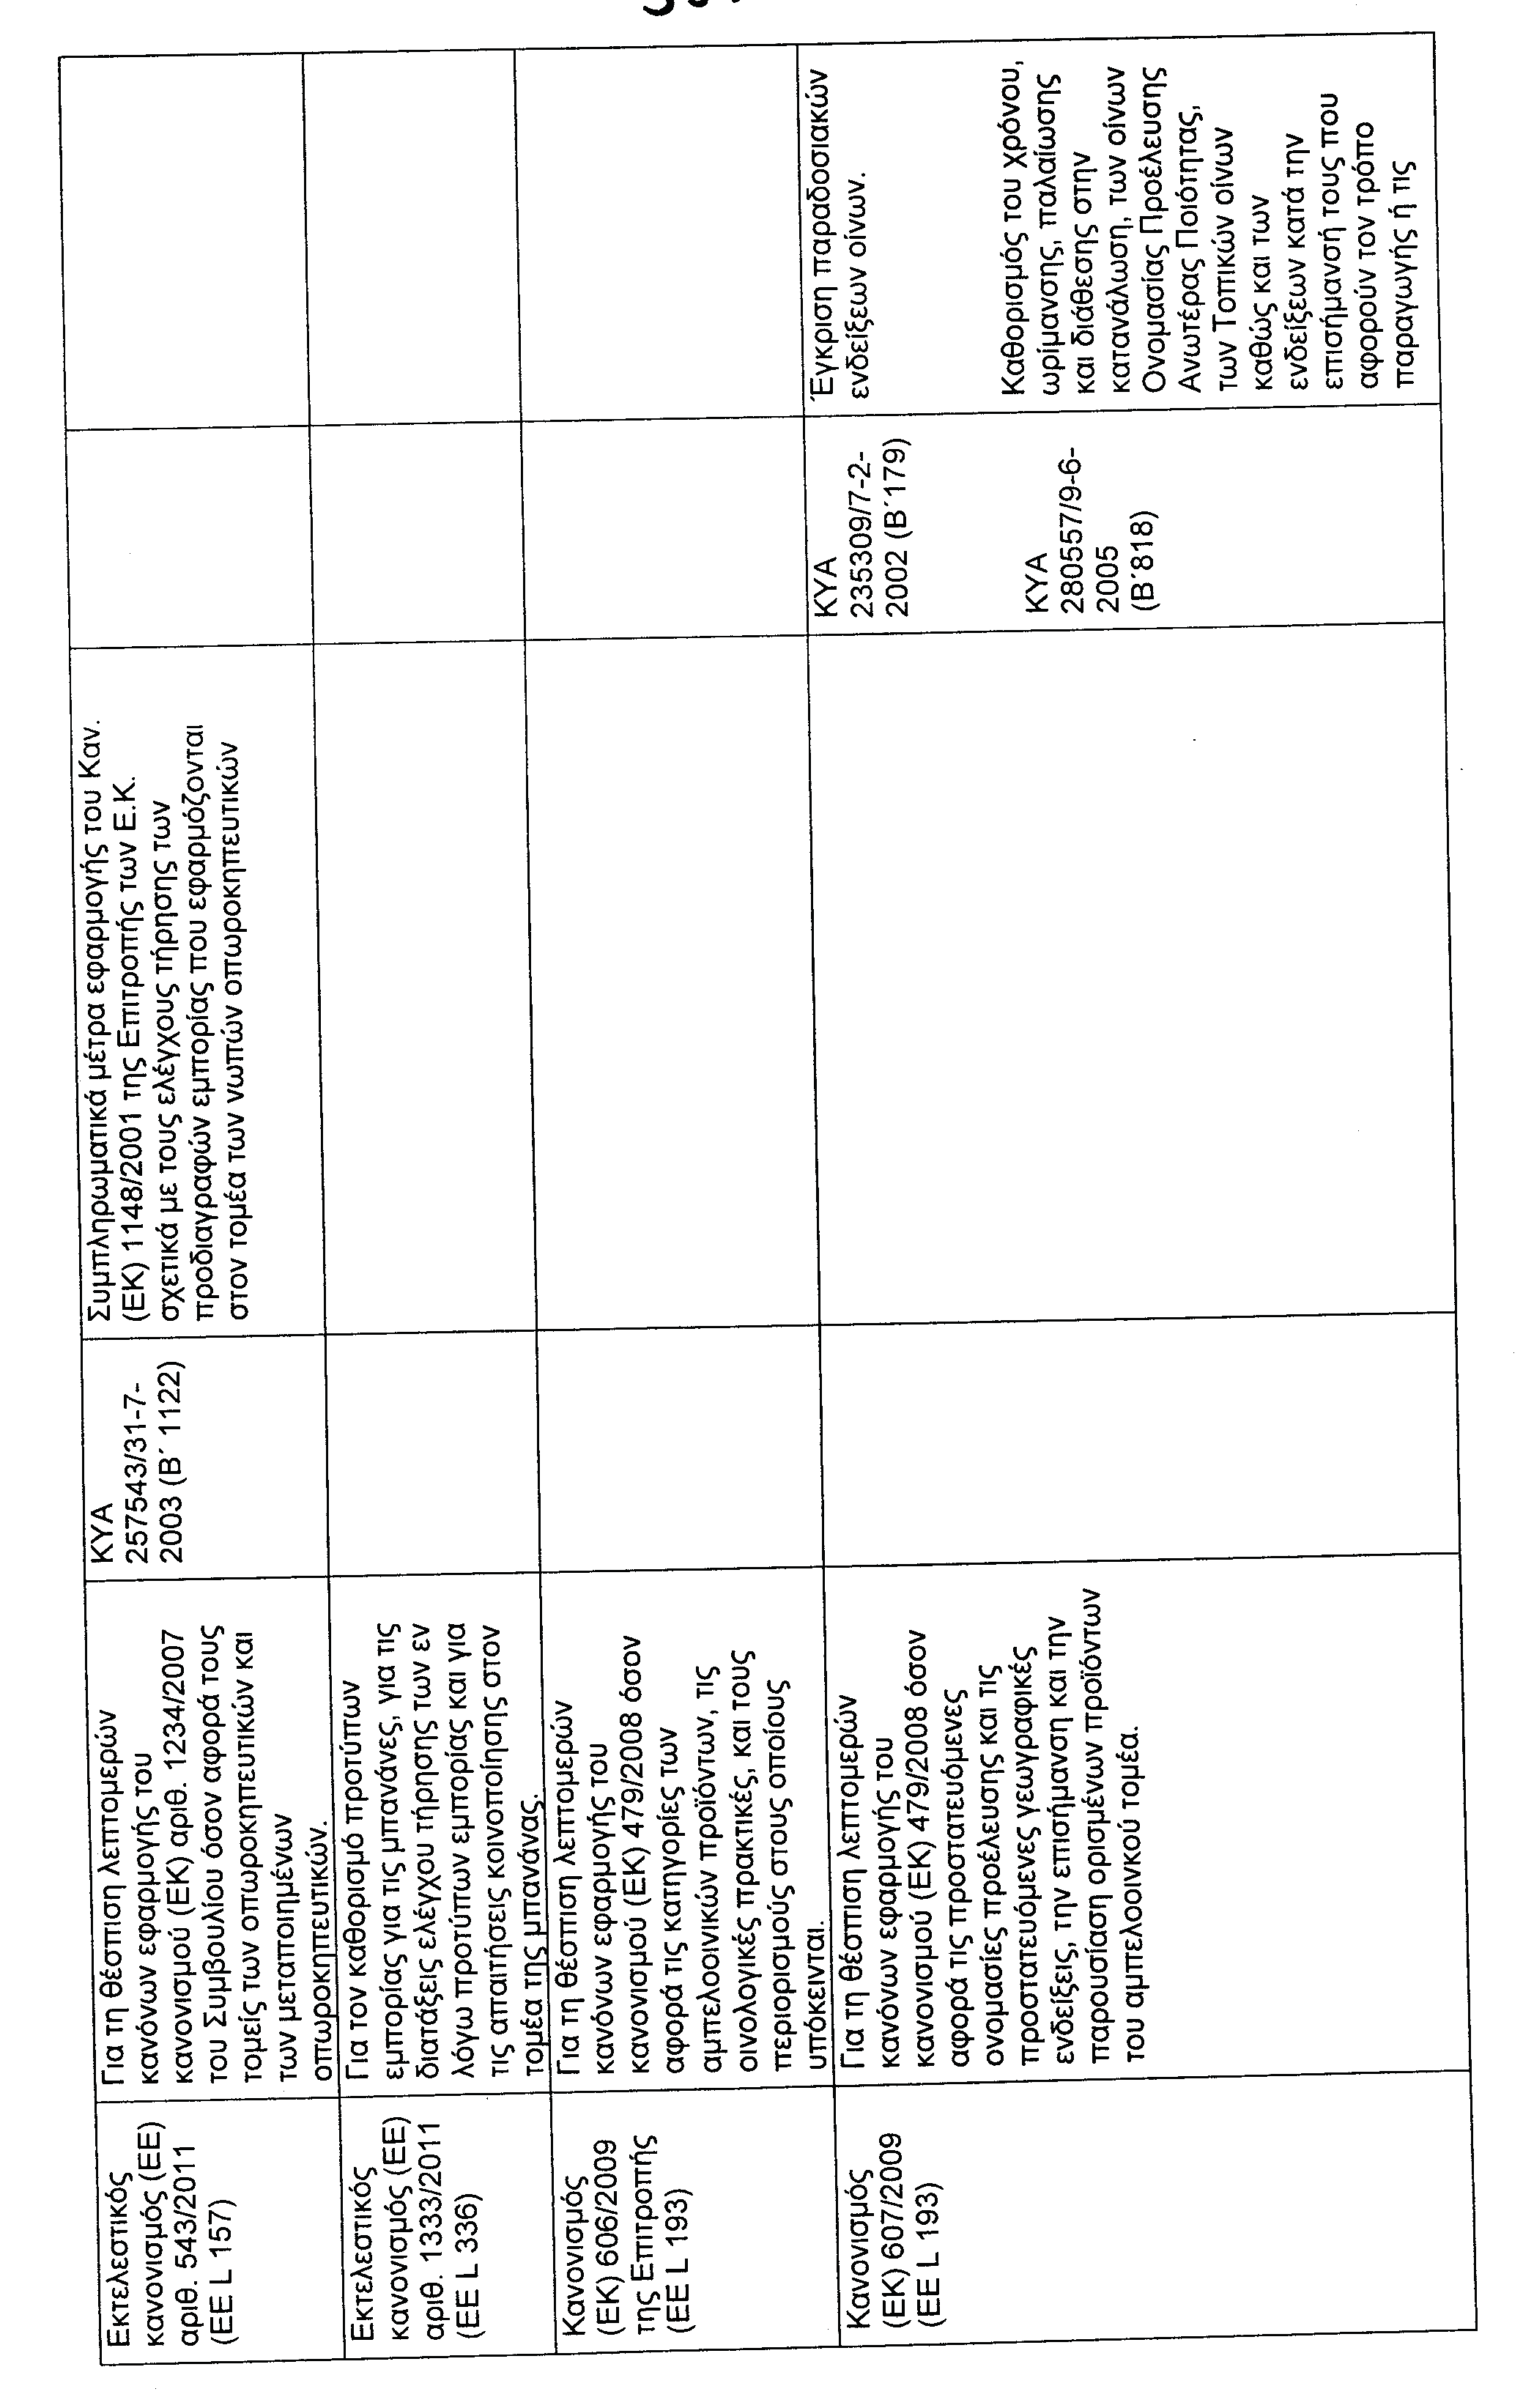 Εκτελεστικός
κανονισμός (ΕΕ)
αριθ. 543/2011
(ΕΕ L 157)
Για τη θέσπιση λεπτομερών
κανόνων εφαρμογής του
κανονισμού (ΕΚ) αριθ. 1234/2007
του Συμβουλίου όσον αφορά τους
τομείς των οπωροκηπευτικών και
των μεταποιημένων
οπωροκηπευτικών.
ΚΥΑ
257543/31-7-
2003 (Β΄ 1122)
Συμπληρωματικά μέτρα εφαρμογής του Καν.
(ΕΚ) 1148/2001 της Επιτροπής των Ε.Κ.
σχετικά με τους ελέγχους τήρησης των
προδιαγραφών εμπορίας που εφαρμόζονται
στον τομέα των νωπών οπωροκηπευτικών
Εκτελεστικός
κανονισμός (ΕΕ)
αριθ. 1333/2011
(ΕΕ L 336)
Για τον καθορισμό προτύπων
εμπορίας για τις μπανάνες, για τις
διατάξεις ελέγχου τήρησης των εν
λόγω προτύπων εμπορίας και για
τις απαιτήσεις κοινοποίησης στον
τομέα της μπανάνας.
Κανονισμός
(ΕΚ) 606/2009
της Επιτροπής
(ΕΕ L 193)
Για τη θέσπιση λεπτομερών
κανόνων εφαρμογής του
κανονισμού (ΕΚ) 479/2008 όσον
αφορά τις κατηγορίες των
αμπελοοινικών προϊόντων, τις
οινολογικές πρακτικές, και τους
περιορισμούς στους οποίους
υπόκεινται.
Κανονισμός
(ΕΚ) 607/2009
(ΕΕ L 193)
Για τη θέσπιση λεπτομερών
κανόνων εφαρμογής του
κανονισμού (ΕΚ) 479/2008 όσον
αφορά τις προστατευόμενες
ονομασίες προέλευσης και τις
προστατευόμενες γεωγραφικές
ενδείξεις, την επισήμανση και την
παρουσίαση ορισμένων προϊόντων
του αμπελοοινικού τομέα.
ΚΥΑ
235309/7-2-
2002 (Β΄179)
Έγκριση παραδοσιακών
ενδείξεων οίνων.
ΚΥΑ
280557/9-6-
2005
(Β΄818)
Καθορισμός του χρόνου,
ωρίμανσης, παλαίωσης
και διάθεσης στην
κατανάλωση, των οίνων
Ονομασίας Προέλευσης
Ανωτέρας Ποιότητας,
των Τοπικών οίνων
καθώς και των
ενδείξεων κατά την
επισήμανσή τους που
αφορούν τον τρόπο
παραγωγής ή τις